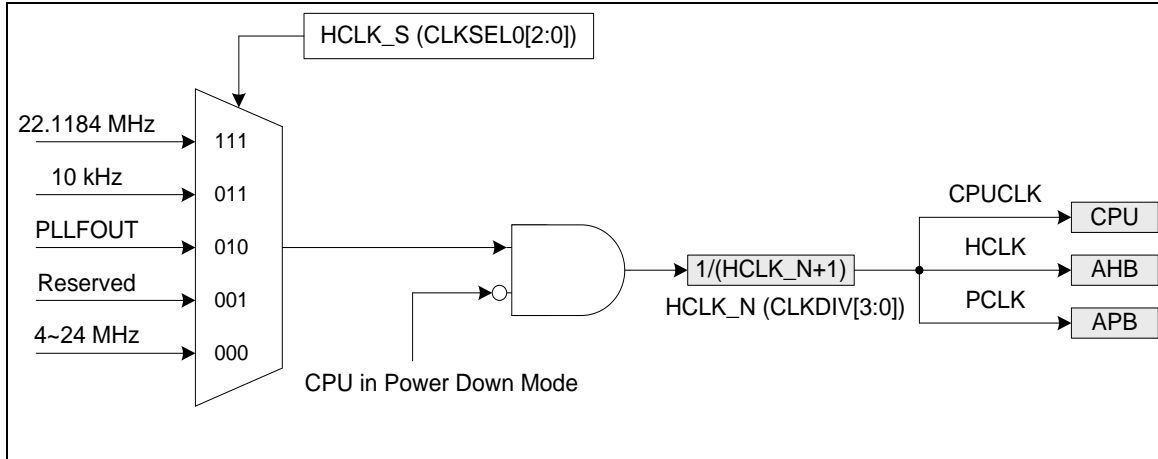 HCLK_S (CLKSEL0[2:0])
22.1184 MHz
111
10 kHz
011
PLLFOUT
010
Reserved
001
4~24 MHz
000
CPU in Power Down Mode
1/(HCLK_N+1)
HCLK_N (CLKDIV[3:0])
CPUCLK
CPU
HCLK
AHB
PCLK
APB